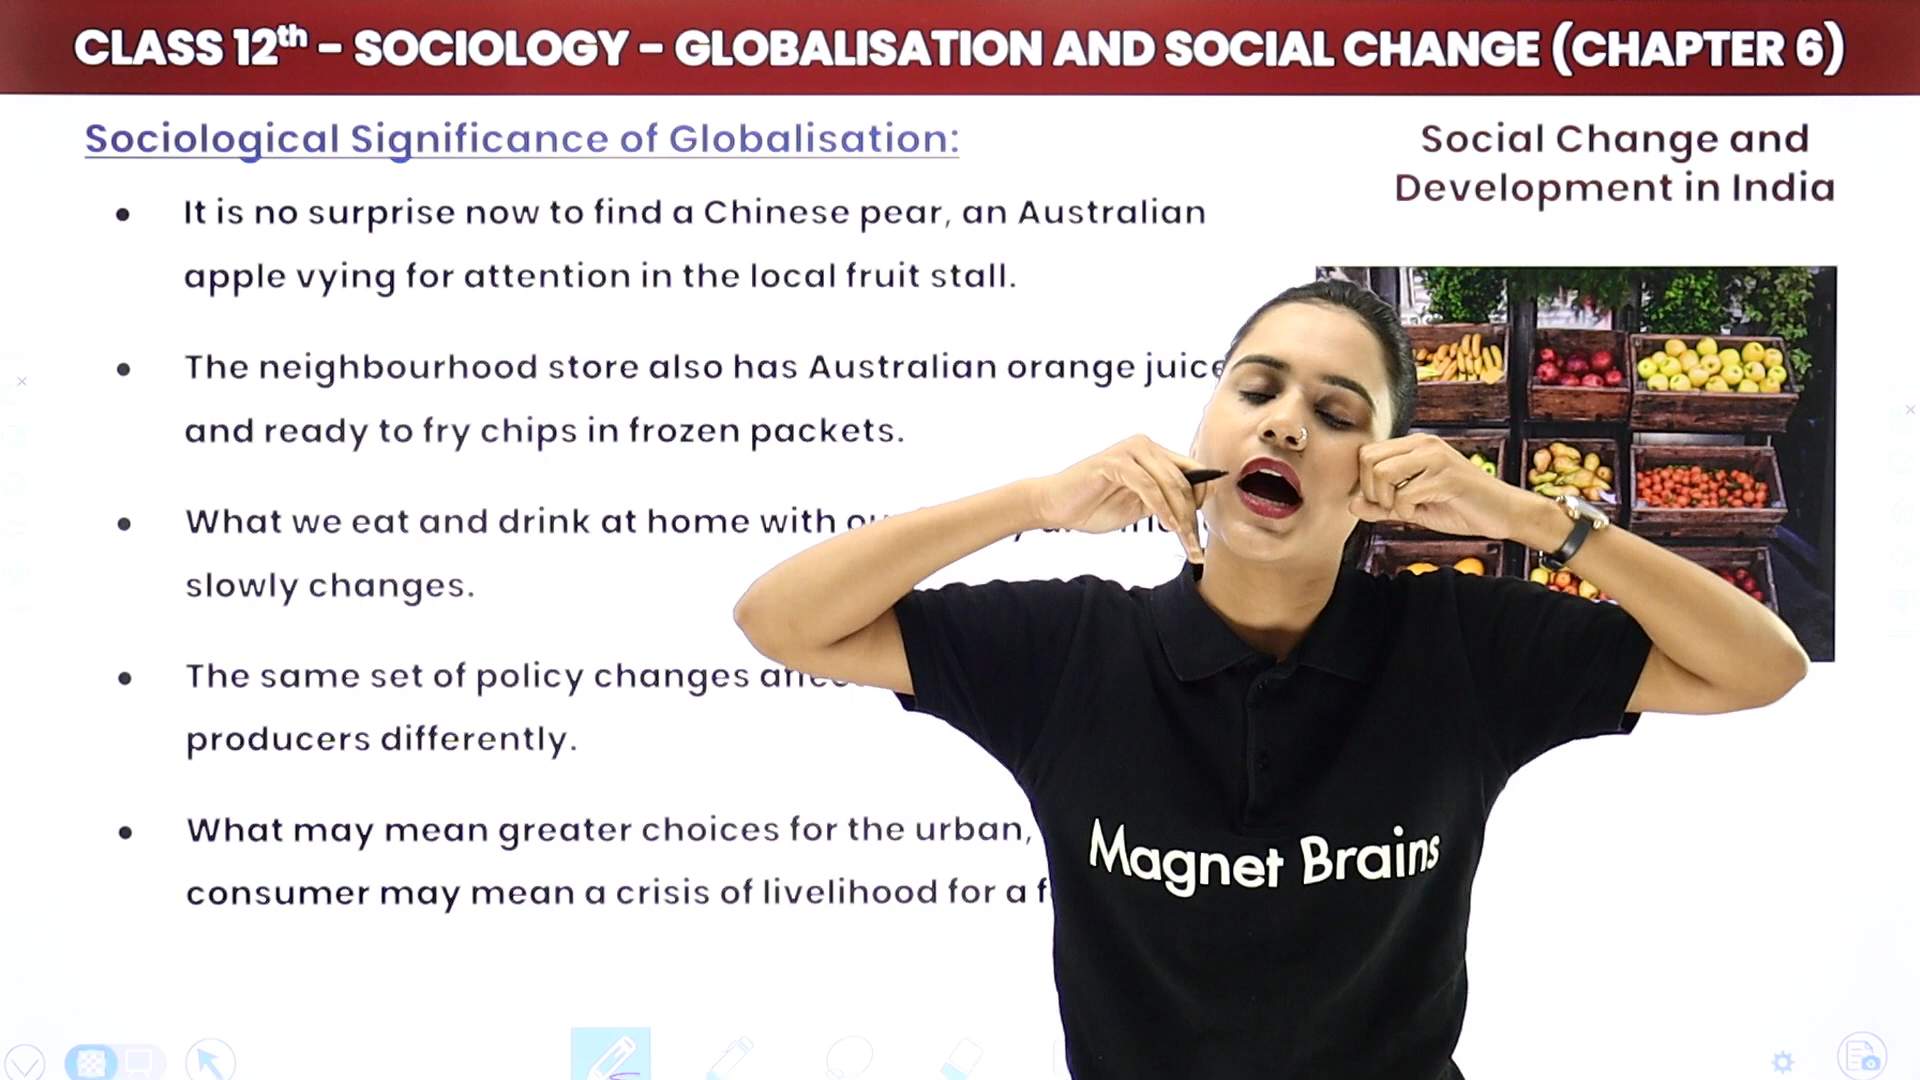 CLASS 12th – SOCIOLOGY – GLOBALISATION AND SOCIAL CHANGE (CHAPTER 6)
Sociological Significance of Globalisation:
Social Change and
Development in India
• It is no surprise now to find a Chinese pear, an Australian
apple vying for attention in the local fruit stall.
• The neighbourhood store also has Australian orange juice
and ready to fry chips in frozen packets.
• What we eat and drink at home with
slowly changes.
• The same set of policy changes
producers differently.
• What may mean greater choices for the urban,
consumer may mean a crisis of livelihood for a
Magnet Brains